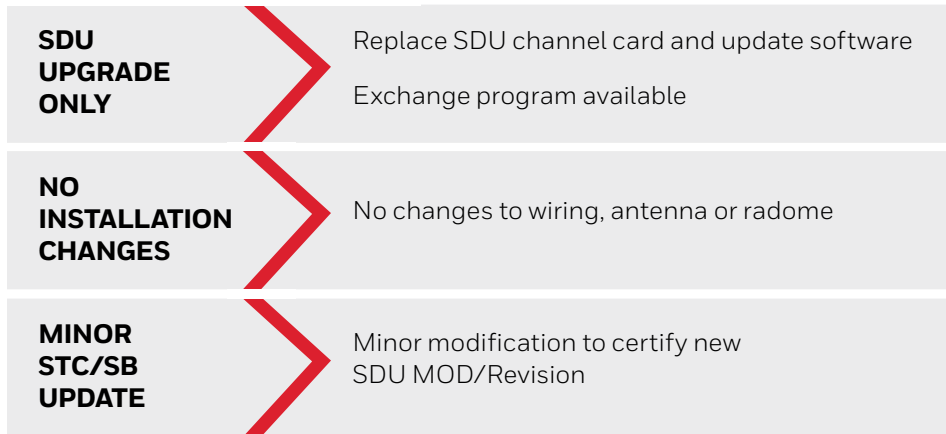 SDU
UPGRADE
ONLY
Replace SDU channel card and update software
Exchange program available
NO
INSTALLATION
CHANGES
No changes to wiring, antenna or radome
MINOR
STC/SB
UPDATE
Minor modification to certify new
SDU MOD/Revision